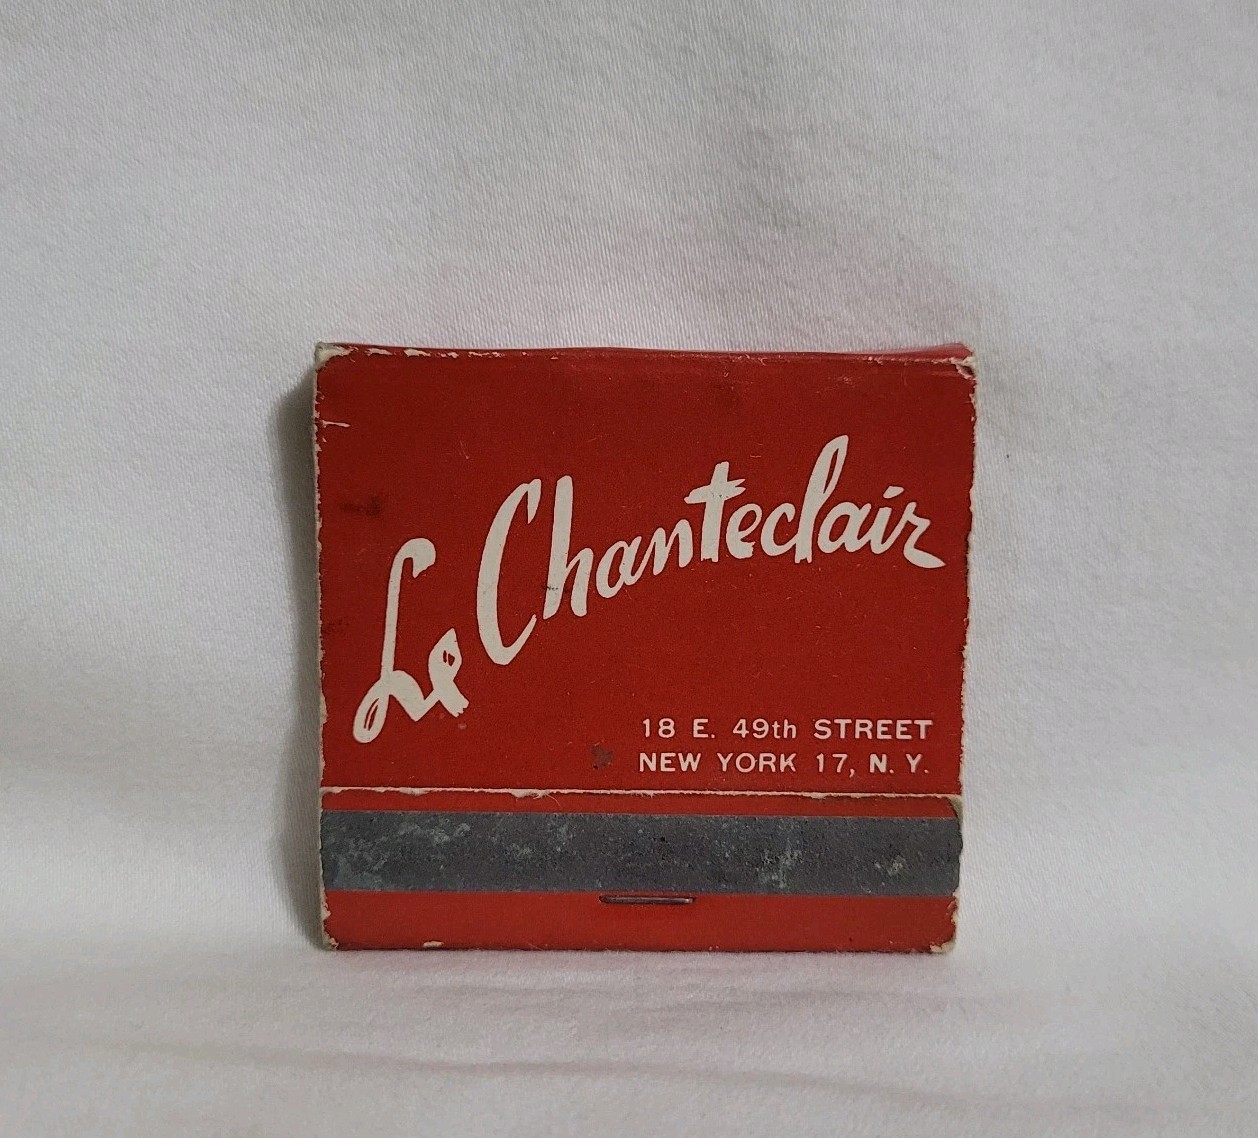 Le Chanteclair
18 E. 49th STREET
NEW YORK 17, N. Y.